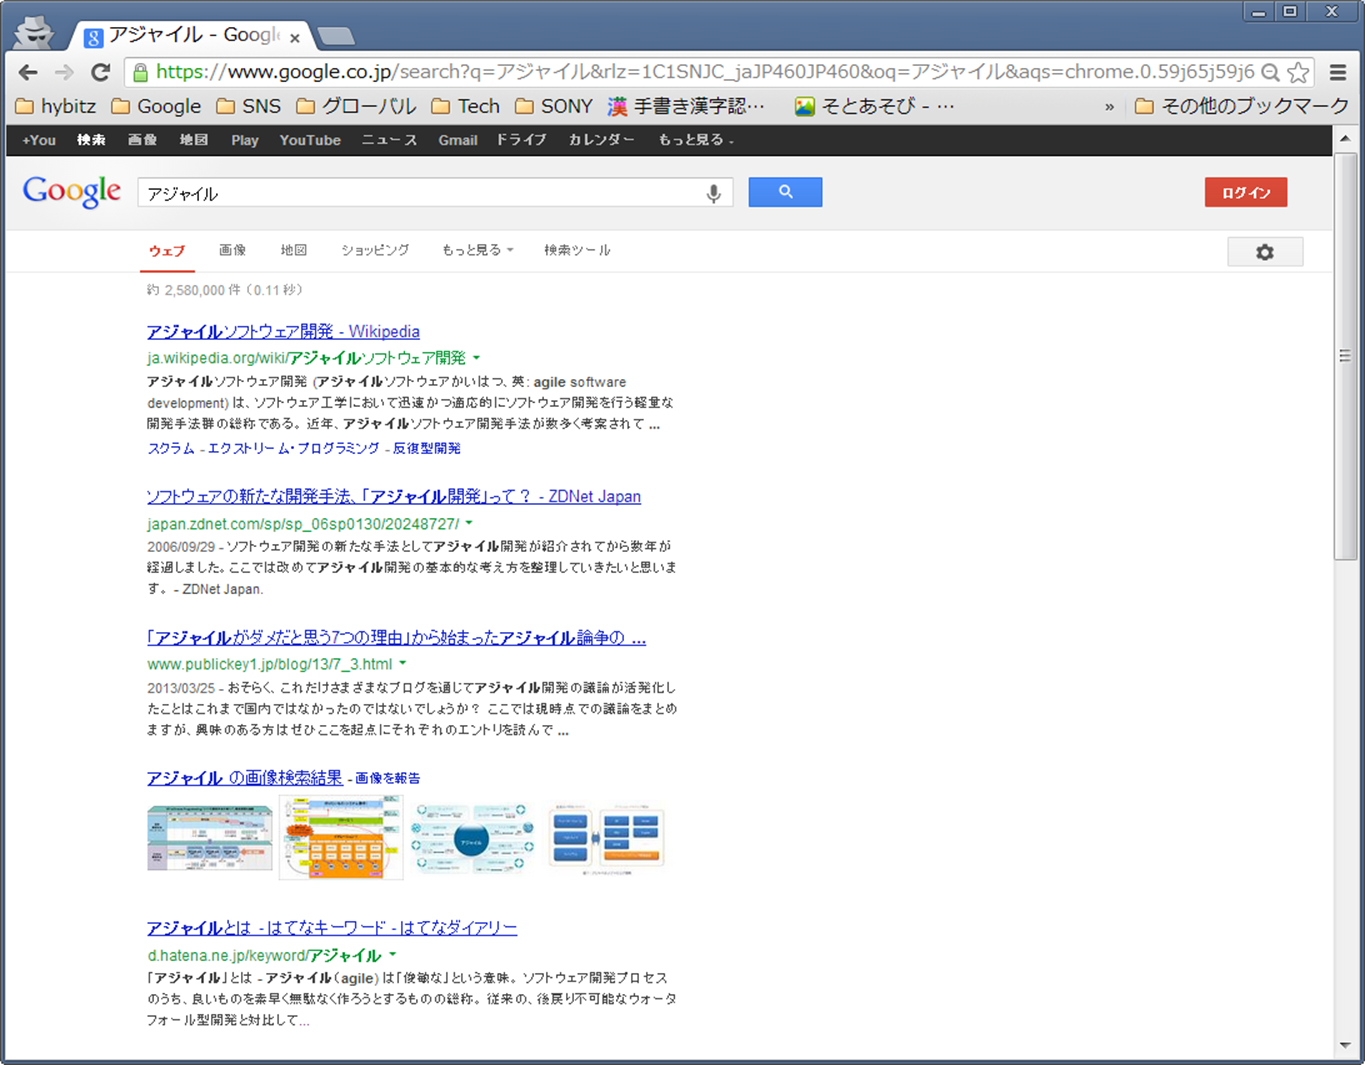 アジャイル - Google
https://www.google.co.jp/search?q=アジャイル&rlz=1C1SNJC_jaJP460JP460&oq=アジャイル&aqs=chrome.0.59j65j59j6
hybitz Google SNS グローバル Tech SONY 漢 手書き漢字認… そとあそび - … » その他のブックマーク
+You 検索 画像 地図 Play YouTube ニュース Gmail ドライブ カレンダー もっと見る
Google アジャイル ログイン
ウェブ 画像 地図 ショッピング もっと見る 検索ツール
約 2,580,000 件 (0.11 秒)
アジャイルソフトウェア開発 - Wikipedia
ja.wikipedia.org/wiki/アジャイルソフトウェア開発
アジャイルソフトウェア開発 (アジャイルソフトウェアかいはつ、英: agile software
development) は、ソフトウェア工学において迅速かつ適応的にソフトウェア開発を行う軽量な
開発手法群の総称である。 近年、アジャイルソフトウェア開発手法が数多く考案されて ...
スクラム - エクストリーム・プログラミング - 反復型開発
ソフトウェアの新たな開発手法、「アジャイル開発」って? - ZDNet Japan
japan.zdnet.com/sp/sp_06sp0130/20248727/
2006/09/29 - ソフトウェア開発の新たな手法としてアジャイル開発が紹介されてから数年が
経過しました。ここでは改めてアジャイル開発の基本的な考え方を整理していきたいと思いま
す。 - ZDNet Japan.
「アジャイルがダメだと思う7つの理由」から始まったアジャイル論争の ...
www.publickey1.jp/blog/13/7_3.html
2013/03/25 - おそらく、これだけさまざまなブログを通じてアジャイル開発の議論が活発化し
たことはこれまで国内ではなかったのではないでしょうか? ここでは現時点での議論をまとめ
ますが、興味のある方はぜひここを起点にそれぞれのエントリを読んで ...
アジャイル の画像検索結果 - 画像を報告
アジャイル
アジャイルとは - はてなキーワード - はてなダイアリー
d.hatena.ne.jp/keyword/アジャイル
「アジャイル」とは - アジャイル(agile) は「俊敏な」という意味。 ソフトウェア開発プロセス
のうち、良いものを素早く無駄なく作ろうとするものの総称。 従来の、後戻り不可能なウォータ
フォール型開発と対比して...